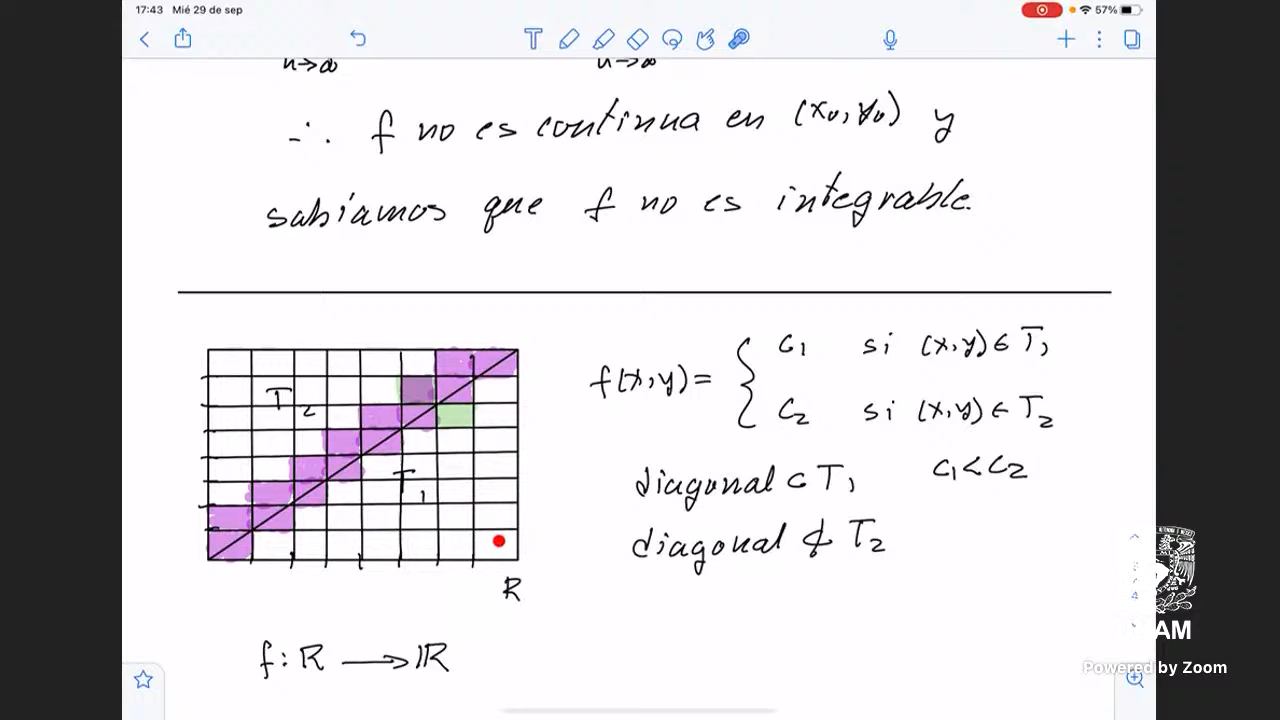 17:43 Mié 29 de sep
57%
n→∞ n→∞
∴ f no es continua en (x₀, y₀) y
sabíamos que f no es integrable.
T₂
T₁
R
f(x,y) = { c₁ si (x,y) ∈ T₁
c₂ si (x,y) ∈ T₂
diagonal ⊂ T₁ c₁ < c₂
diagonal ⊄ T₂
f: R → ℝ
UNAM
Powered by Zoom